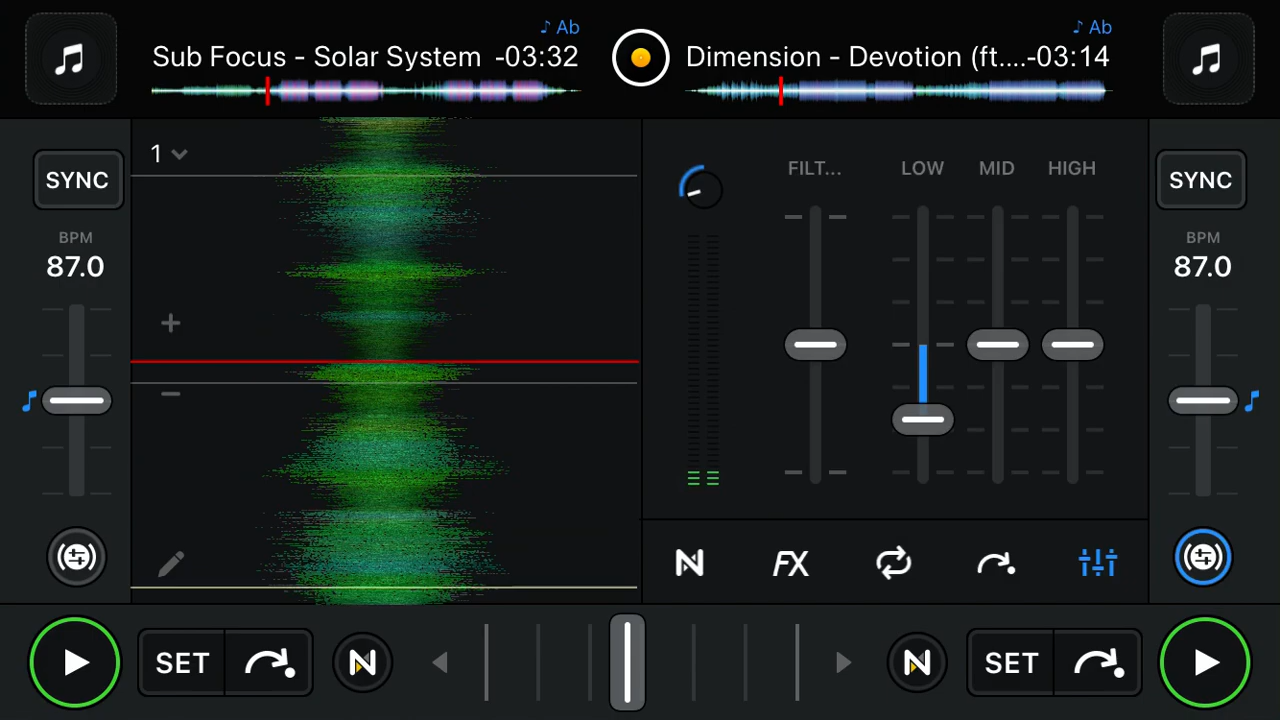 ♪ Ab
Sub Focus - Solar System -03:32
♪ Ab
Dimension - Devotion (ft....-03:14
SYNC
BPM
87.0
1
FILT...
LOW
MID
HIGH
SYNC
BPM
87.0
N
FX
SET
N
N
SET